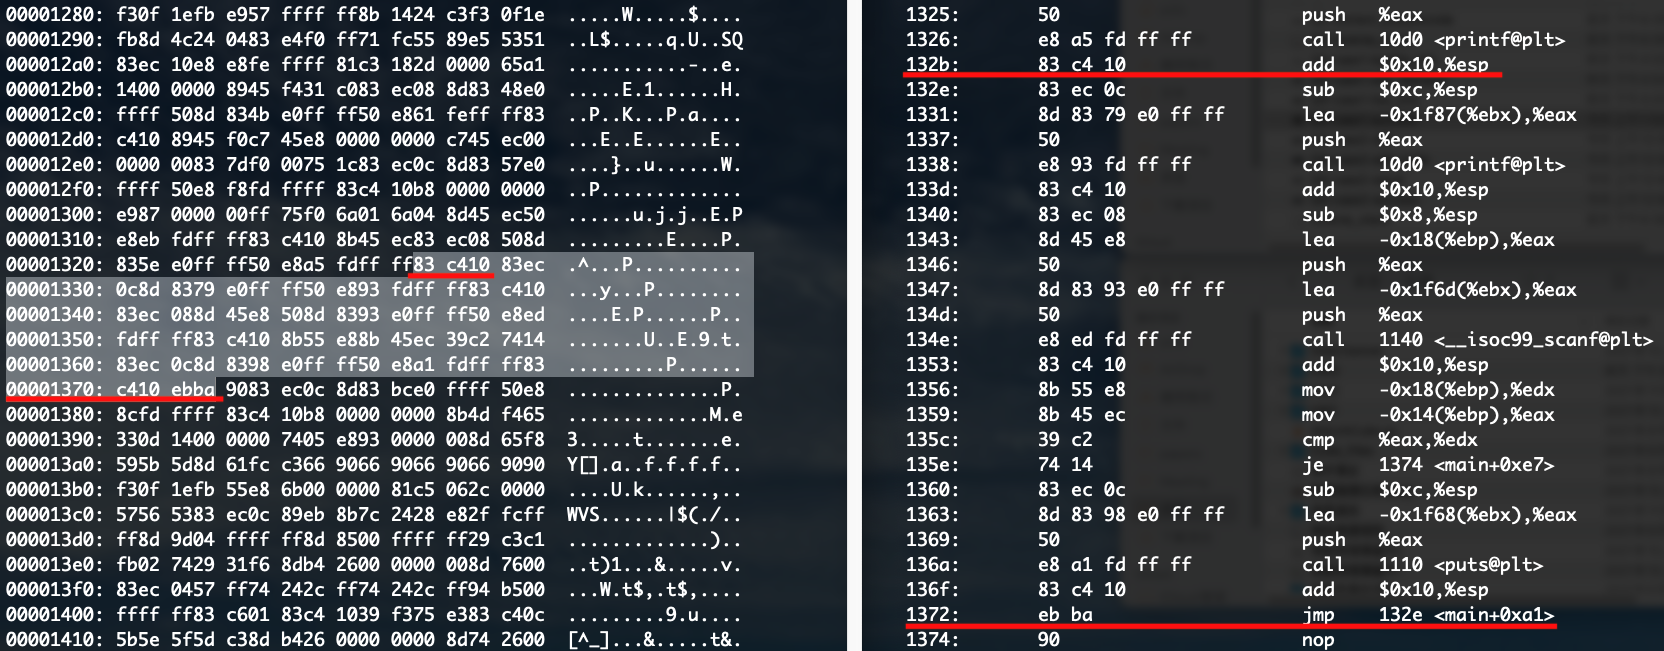 00001280: f30f 1efb e957 ffff ff8b 1424 c3f3 0f1e  .....W.....$....
00001290: fb8d 4c24 0483 e4f0 ff71 fc55 89e5 5351  ..L$.....q.U..SQ
000012a0: 83ec 10e8 e8fe ffff 81c3 182d 0000 65a1  ...........-..e.
000012b0: 1400 0000 8945 f431 c083 ec08 8d83 48e0  .....E.1......H.
000012c0: ffff 508d 834b e0ff ff50 e861 feff ff83  ..P..K...P.a....
000012d0: c410 8945 f0c7 45e8 0000 0000 c745 ec00  ...E..E......E..
000012e0: 0000 0083 7df0 0075 1c83 ec0c 8d83 57e0  ....}..u......W.
000012f0: ffff 50e8 f8fd ffff 83c4 10b8 0000 0000  ..P.............
00001300: e987 0000 00ff 75f0 6a01 6a04 8d45 ec50  ......u.j.j..E.P
00001310: e8eb fdff ff83 c410 8b45 ec83 ec08 508d  .........E....P.
00001320: 835e e0ff ff50 e8a5 fdff ff83 c410 83ec  .^...P..........
00001330: 0c8d 8379 e0ff ff50 e893 fdff ff83 c410  ...y...P........
00001340: 83ec 088d 45e8 508d 8393 e0ff ff50 e8ed  ....E.P......P..
00001350: fdff ff83 c410 8b55 e88b 45ec 39c2 7414  .......U..E.9.t.
00001360: 83ec 0c8d 8398 e0ff ff50 e8a1 fdff ff83  .........P......
00001370: c410 ebba 9083 ec0c 8d83 bce0 ffff 50e8  ..............P.
00001380: 8cfd ffff 83c4 10b8 0000 0000 8b4d f465  .............M.e
00001390: 330d 1400 0000 7405 e893 0000 008d 65f8  3.....t.......e.
000013a0: 595b 5d8d 61fc c366 9066 9066 9066 9090  Y[].a..f.f.f.f..
000013b0: f30f 1efb 55e8 6b00 0000 81c5 062c 0000  ....U.k......,..
000013c0: 5756 5383 ec0c 89eb 8b7c 2428 e82f fcff  WVS......|$(./..
000013d0: ff8d 9d04 ffff ff8d 8500 ffff ff29 c3c1  .............)..
000013e0: fb02 7429 31f6 8db4 2600 0000 008d 7600  ..t)1...&.....v.
000013f0: 83ec 0457 ff74 242c ff74 242c ff94 b500  ...W.t$,.t$,....
00001400: ffff ff83 c601 83c4 1039 f375 e383 c40c  .........9.u....
00001410: 5b5e 5f5d c38d b426 0000 0000 8d74 2600  [^_]...&.....t&.
1325: 50 push %eax
1326: e8 a5 fd ff ff call 10d0 <printf@plt>
132b: 83 c4 10 add $0x10,%esp
132e: 83 ec 0c sub $0xc,%esp
1331: 8d 83 79 e0 ff ff lea -0x1f87(%ebx),%eax
1337: 50 push %eax
1338: e8 93 fd ff ff call 10d0 <printf@plt>
133d: 83 c4 10 add $0x10,%esp
1340: 83 ec 08 sub $0x8,%esp
1343: 8d 45 e8 lea -0x18(%ebp),%eax
1346: 50 push %eax
1347: 8d 83 93 e0 ff ff lea -0x1f6d(%ebx),%eax
134d: 50 push %eax
134e: e8 ed fd ff ff call 1140 <__isoc99_scanf@plt>
1353: 83 c4 10 add $0x10,%esp
1356: 8b 55 e8 mov -0x18(%ebp),%edx
1359: 8b 45 ec mov -0x14(%ebp),%eax
135c: 39 c2 cmp %eax,%edx
135e: 74 14 je 1374 <main+0xe7>
1360: 83 ec 0c sub $0xc,%esp
1363: 8d 83 98 e0 ff ff lea -0x1f68(%ebx),%eax
1369: 50 push %eax
136a: e8 a1 fd ff ff call 1110 <puts@plt>
136f: 83 c4 10 add $0x10,%esp
1372: eb ba jmp 132e <main+0xa1>
1374: 90 nop